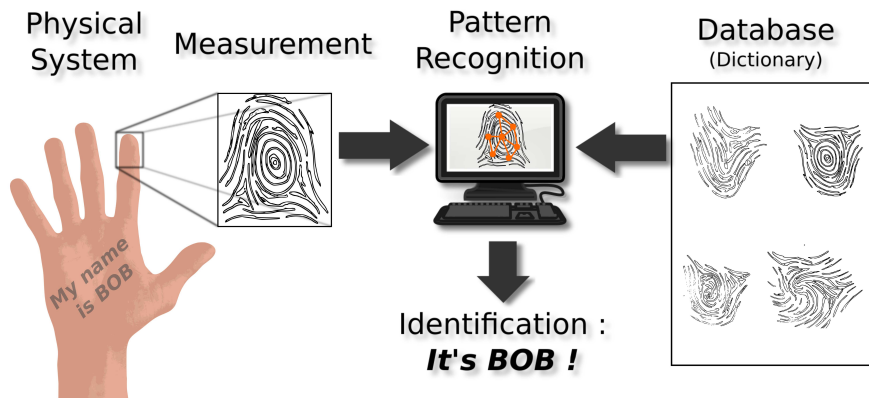 Physical
System
Measurement
Pattern
Recognition
Database
(Dictionary)
My name
is BOB
Identification :
It's BOB !